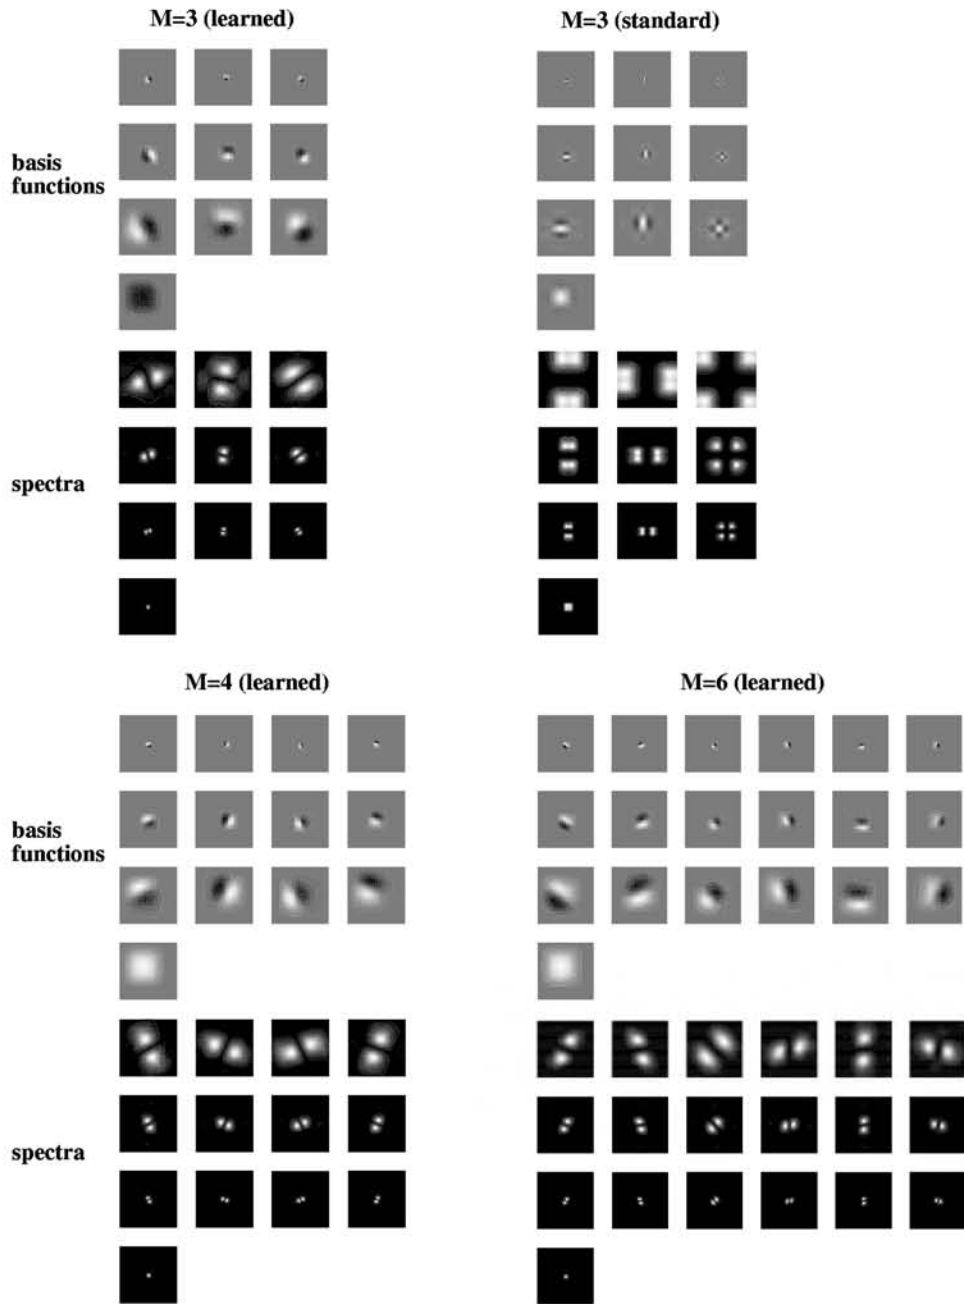 M=3 (learned)
M=3 (standard)
basis
functions
spectra
M=4 (learned)
M=6 (learned)
basis
functions
spectra